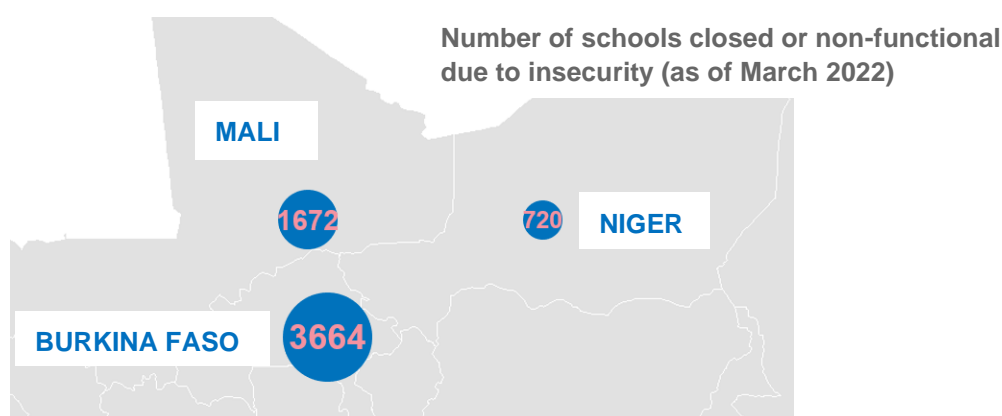 Number of schools closed or non-functional
due to insecurity (as of March 2022)
MALI
1672
720
NIGER
BURKINA FASO
3664